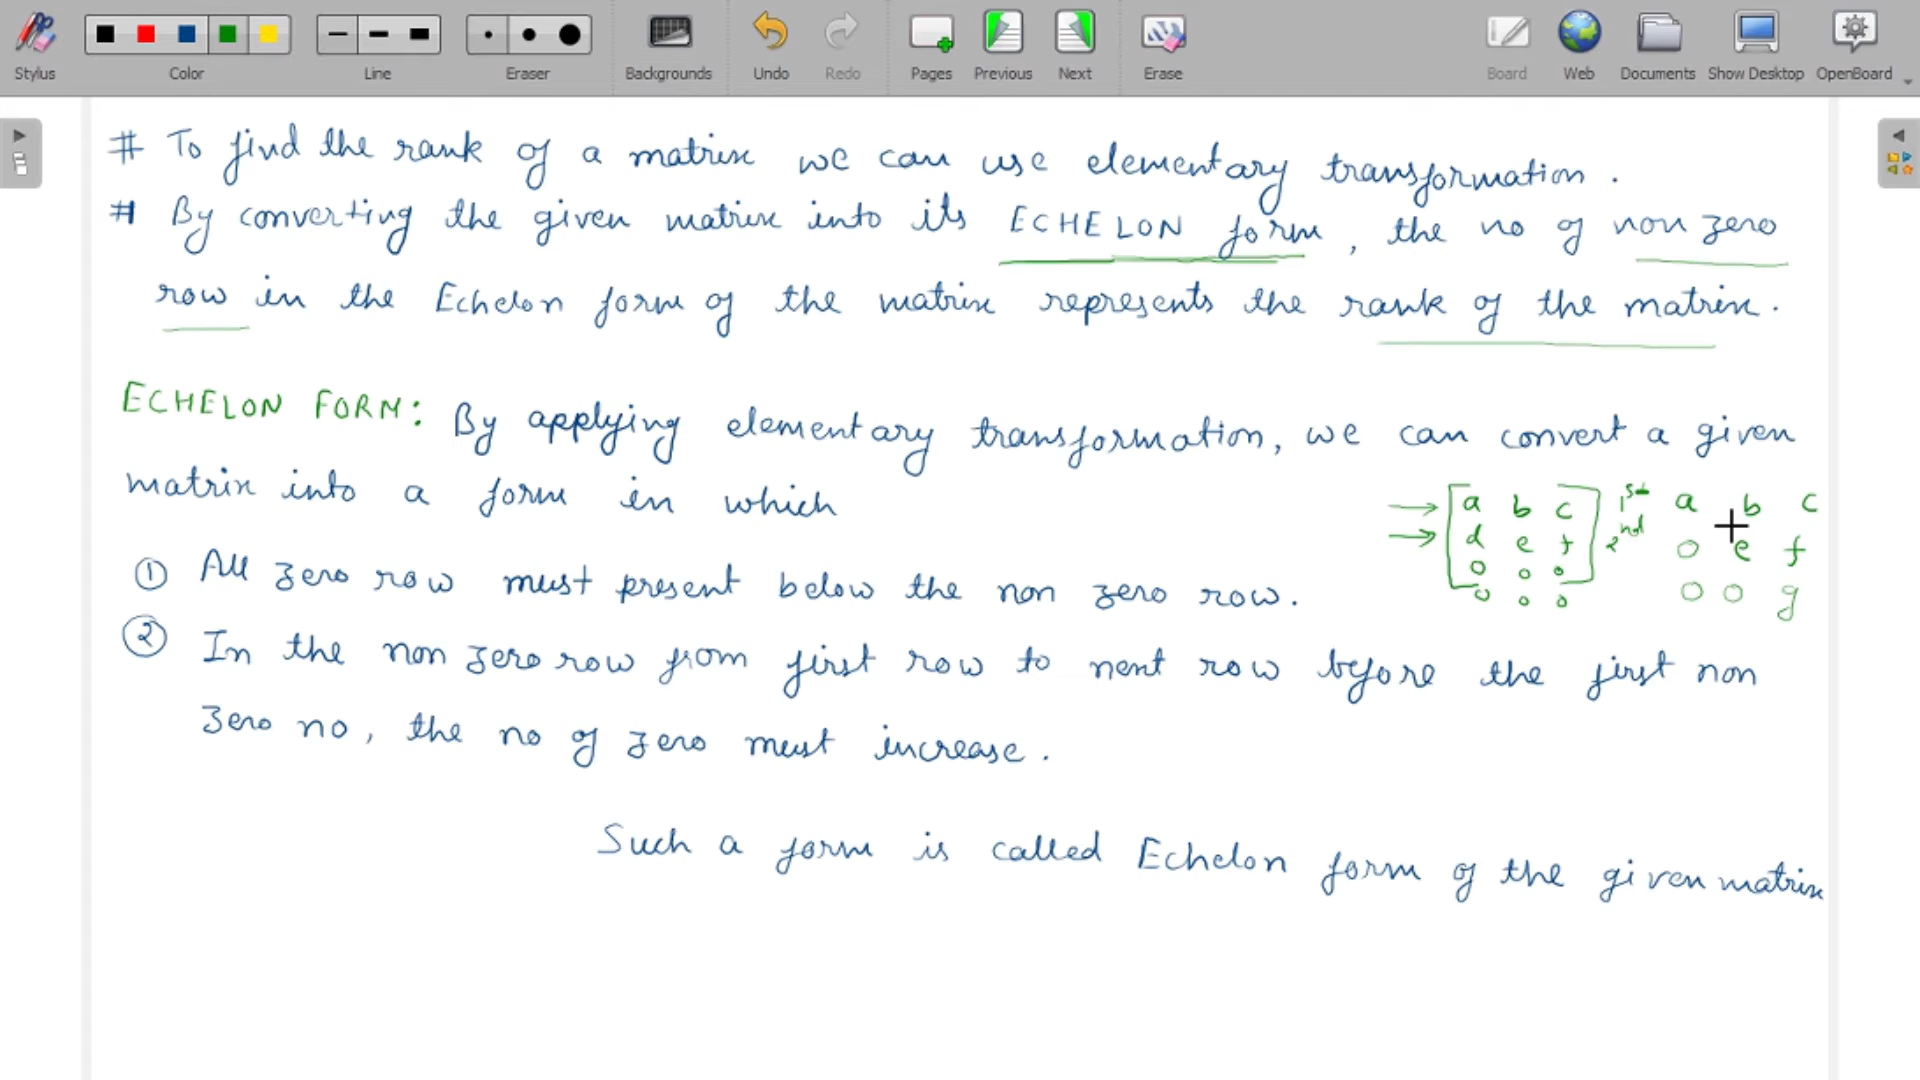 Stylus Color Line Eraser Backgrounds Undo Redo Pages Previous Next Erase Board Web Documents Show Desktop OpenBoard
# To find the rank of a matrix we can use elementary transformation.
# By converting the given matrix into its ECHELON form, the no of non zero
row in the Echelon form of the matrix represents the rank of the matrix.
ECHELON FORM: By applying elementary transformation, we can convert a given
matrix into a form in which
a b c 1st a b c
d e f 2nd 0 e f
0 0 0
0 0 0 0 0 g
① All zero row must present below the non zero row.
② In the non zero row from first row to next row before the first non
zero no, the no of zero must increase.
Such a form is called Echelon form of the given matrix